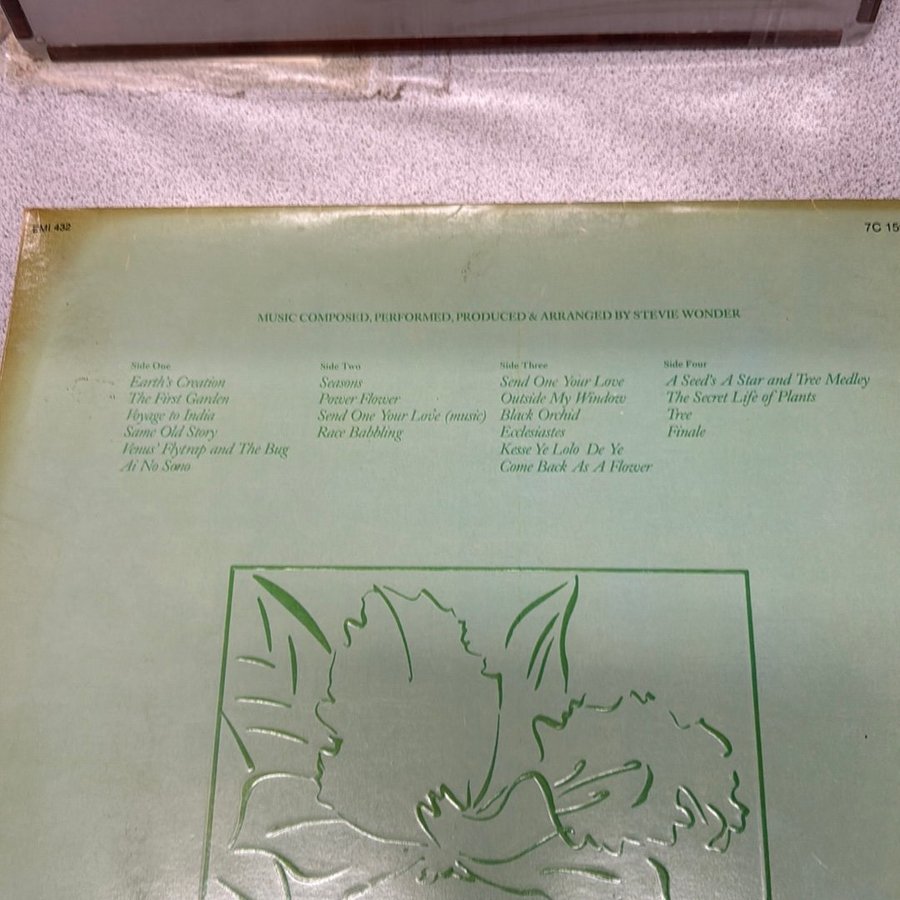 EMI 432
7C 15
MUSIC COMPOSED, PERFORMED, PRODUCED & ARRANGED BY STEVIE WONDER
Side One
Earth's Creation
The First Garden
Voyage to India
Same Old Story
Venus' Flytrap and The Bug
Ai No Sono
Side Two
Seasons
Power Flower
Send One Your Love (music)
Race Babbling
Side Three
Send One Your Love
Outside My Window
Black Orchid
Ecclesiastes
Kesse Ye Lolo De Ye
Come Back As A Flower
Side Four
A Seed's A Star and Tree Medley
The Secret Life of Plants
Tree
Finale